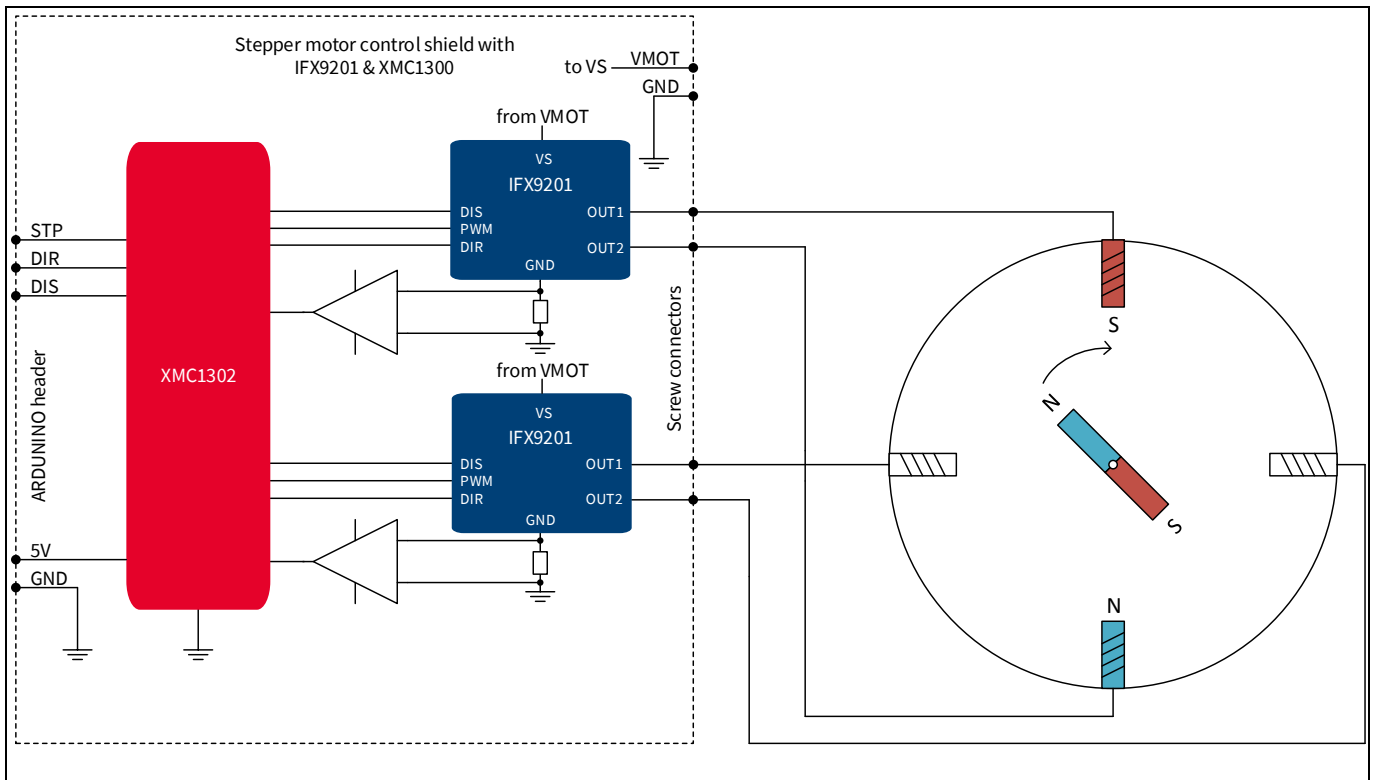 Stepper motor control shield with
IFX9201 & XMC1300
to VS
VMOT
GND
from VMOT
VS
IFX9201
DIS
PWM
DIR
OUT1
OUT2
GND
STP
DIR
DIS
XMC1302
ARDUNINO header
5V
GND
Screw connectors
from VMOT
VS
IFX9201
DIS
PWM
DIR
OUT1
OUT2
GND
S
N
S
N